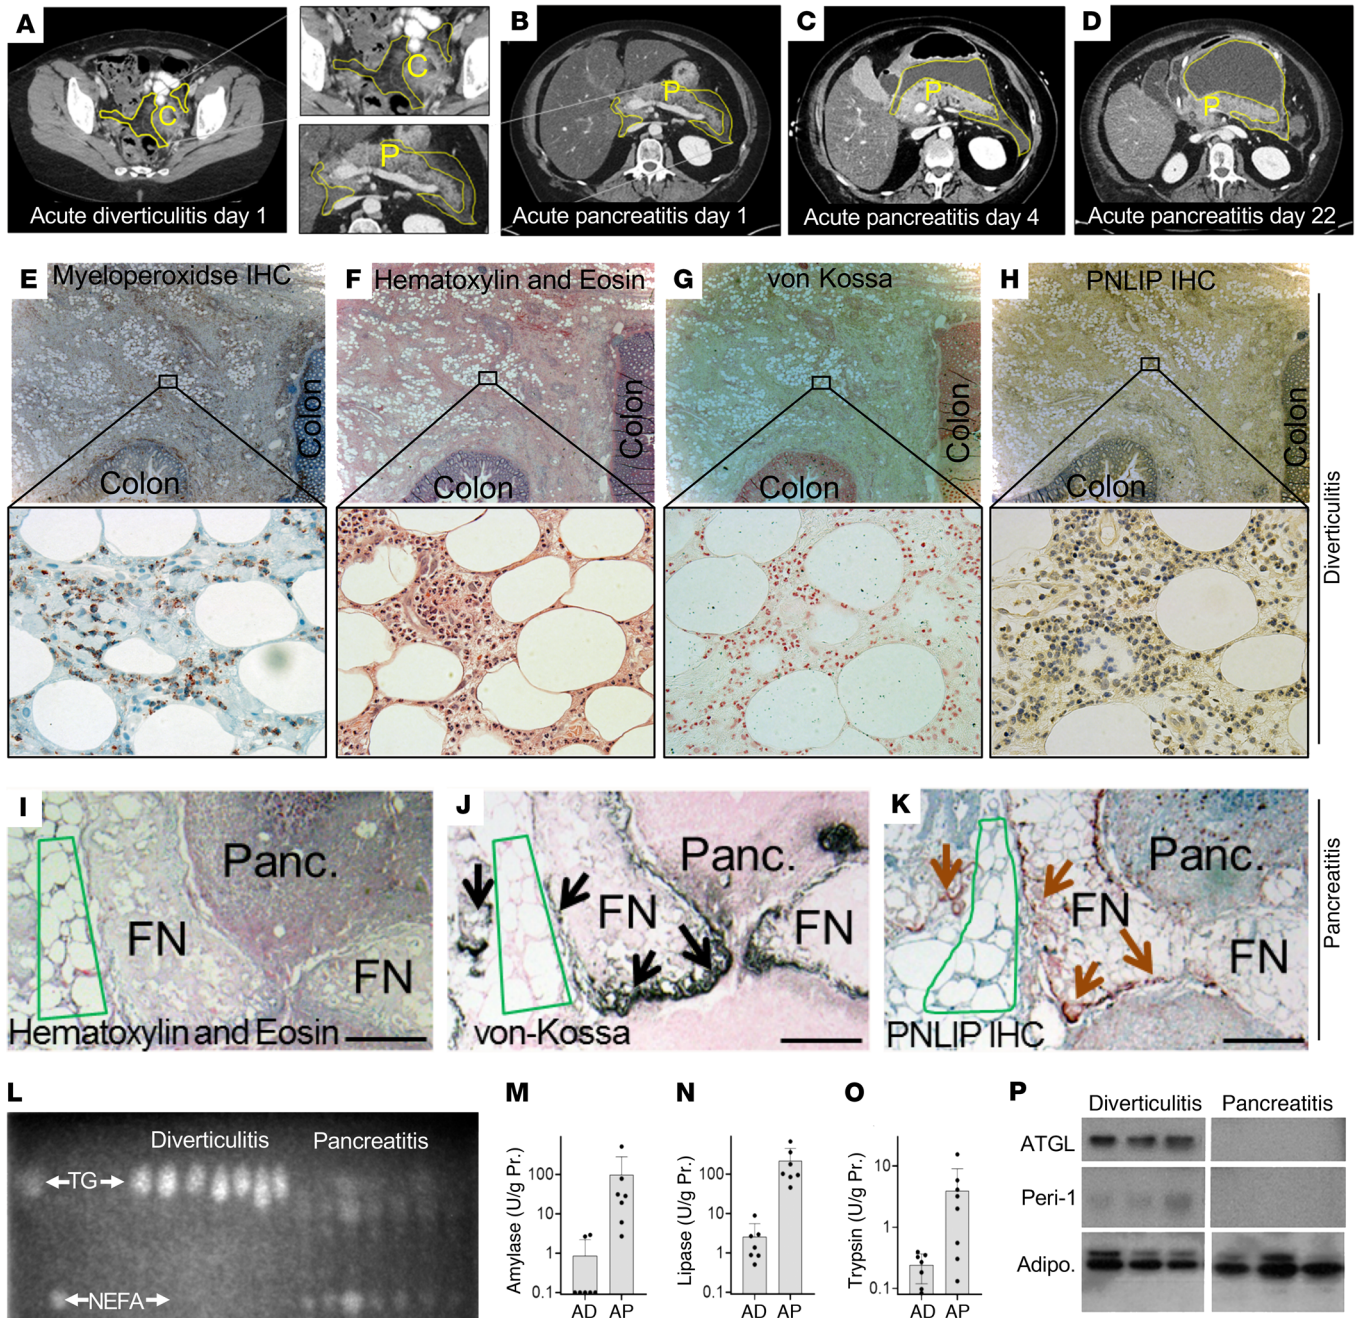 A
C
Acute diverticulitis day 1
C
P
B
P
Acute pancreatitis day 1
C
P
Acute pancreatitis day 4
D
P
Acute pancreatitis day 22
E
Myeloperoxidse IHC
Colon
Colon
F
Hematoxylin and Eosin
Colon
Colon
G
von Kossa
Colon
Colon
H
PNLIP IHC
Colon
Colon
Diverticulitis
I
Panc.
FN
FN
Hematoxylin and Eosin
J
Panc.
FN
FN
von-Kossa
K
Panc.
FN
FN
PNLIP IHC
Pancreatitis
L
Diverticulitis
Pancreatitis
TG
NEFA
M
Amylase (U/g Pr.)
100
10
1
0.1
AD
AP
N
Lipase (U/g Pr.)
100
10
1
0.1
AD
AP
O
Trypsin (U/g Pr.)
10
1
0.1
AD
AP
P
Diverticulitis
Pancreatitis
ATGL
Peri-1
Adipo.